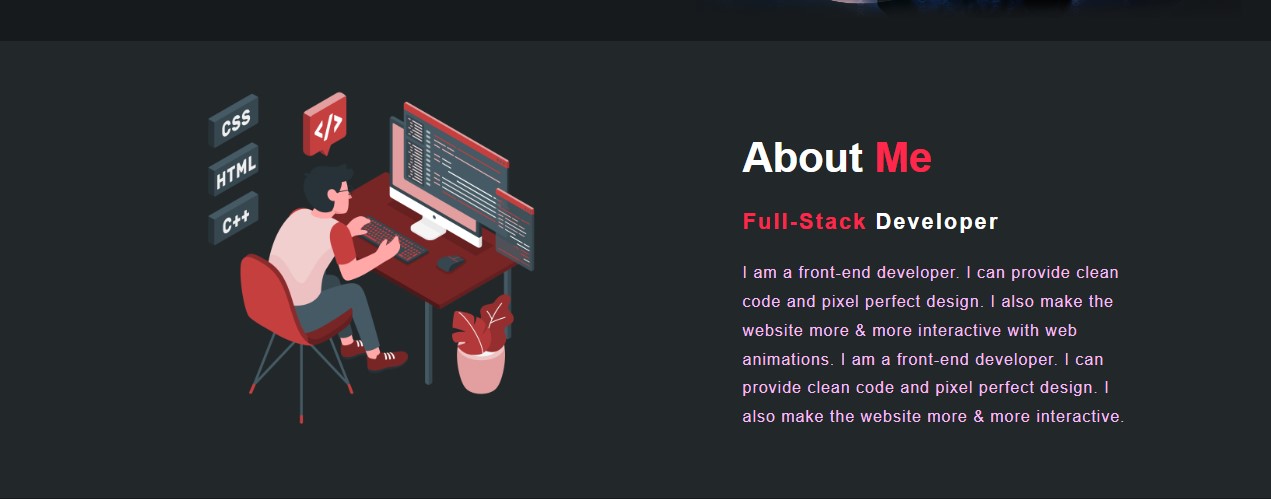 CSS
</>
HTML
C++
About Me
Full-Stack Developer
I am a front-end developer. I can provide clean
code and pixel perfect design. I also make the
website more & more interactive with web
animations. I am a front-end developer. I can
provide clean code and pixel perfect design. I
also make the website more & more interactive.